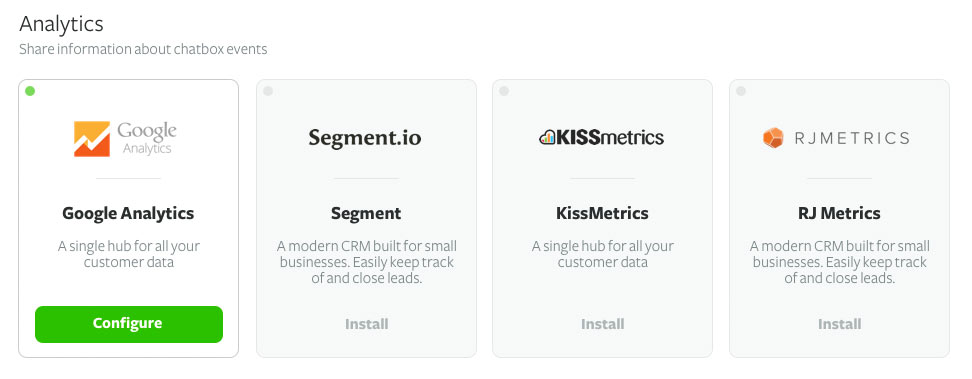 Analytics
Share information about chatbox events
Google
Analytics
Google Analytics
A single hub for all your
customer data
Configure
Segment.io
Segment
A modern CRM built for small
businesses. Easily keep track
of and close leads.
Install
KISSmetrics
KissMetrics
A single hub for all your
customer data
Install
RJMETRICS
RJ Metrics
A modern CRM built for small
businesses. Easily keep track
of and close leads.
Install